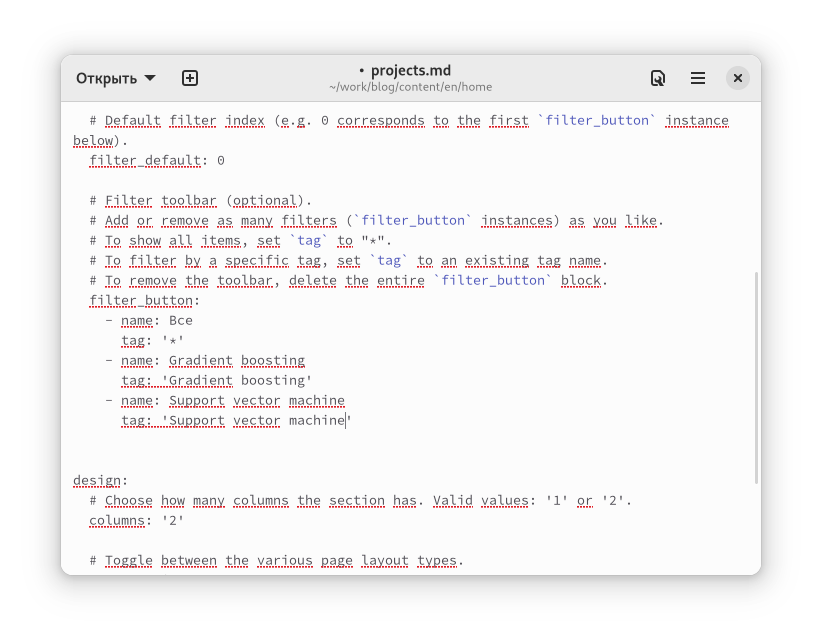 Открыть
• projects.md
~/work/blog/content/en/home
# Default filter index (e.g. 0 corresponds to the first `filter_button` instance
below).
filter_default: 0
# Filter toolbar (optional).
# Add or remove as many filters (`filter_button` instances) as you like.
# To show all items, set `tag` to "*".
# To filter by a specific tag, set `tag` to an existing tag name.
# To remove the toolbar, delete the entire `filter_button` block.
filter_button:
- name: Все
tag: '*'
- name: Gradient boosting
tag: 'Gradient boosting'
- name: Support vector machine
tag: 'Support vector machine'
design:
# Choose how many columns the section has. Valid values: '1' or '2'.
columns: '2'
# Toggle between the various page layout types.